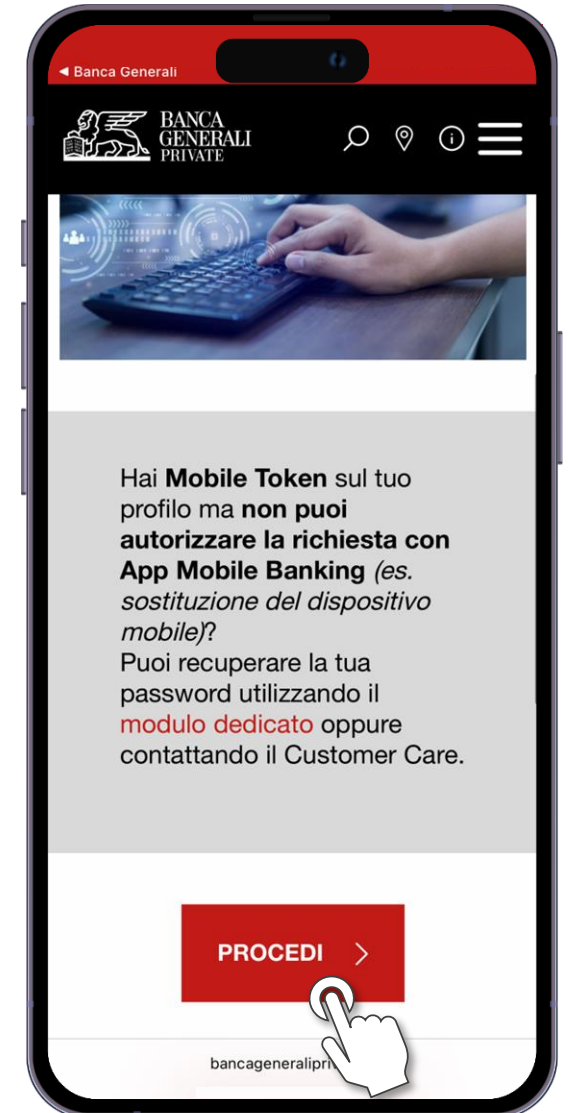 ◀ Banca Generali
BANCA
GENERALI
PRIVATE
Hai Mobile Token sul tuo
profilo ma non puoi
autorizzare la richiesta con
App Mobile Banking (es.
sostituzione del dispositivo
mobile)?
Puoi recuperare la tua
password utilizzando il
modulo dedicato oppure
contattando il Customer Care.
PROCEDI